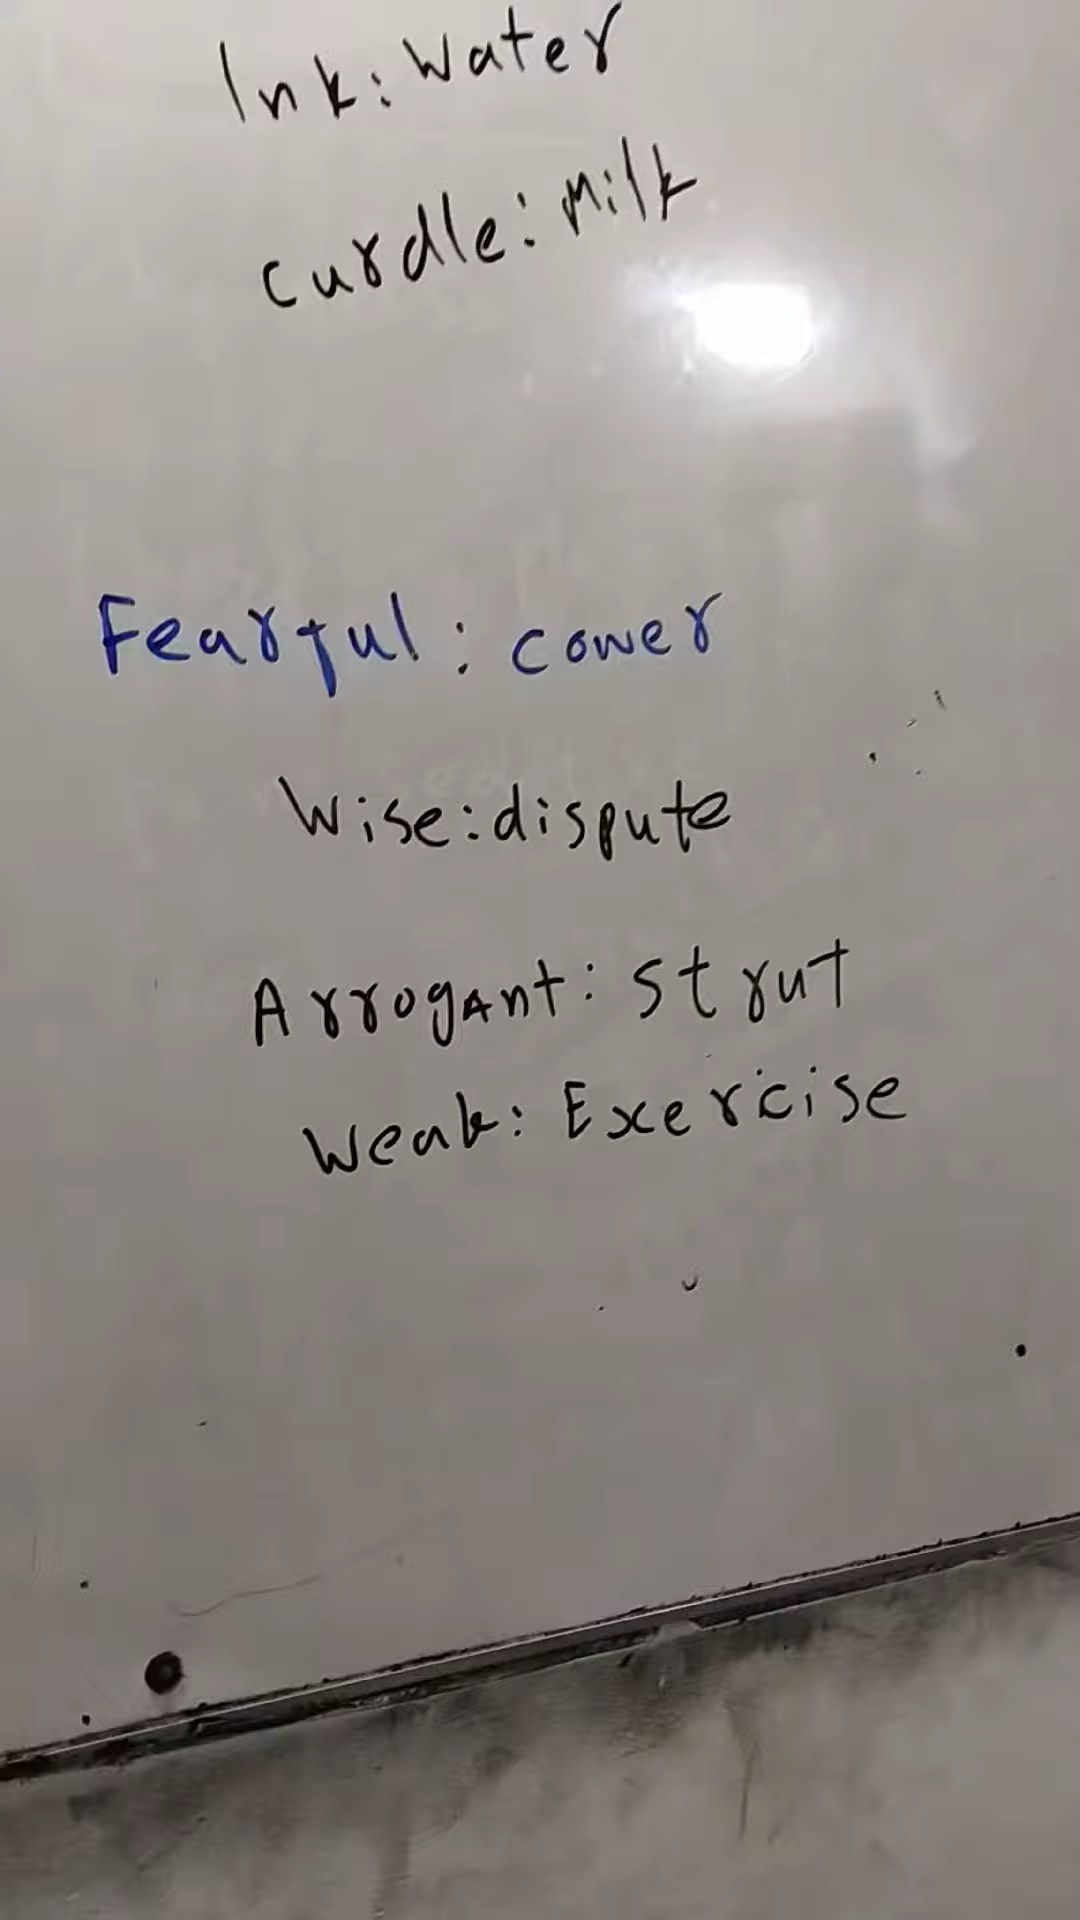 Ink: Water
curdle: Milk
Fearful: cower
Wise: dispute
Arrogant: strut
Weak: Exercise